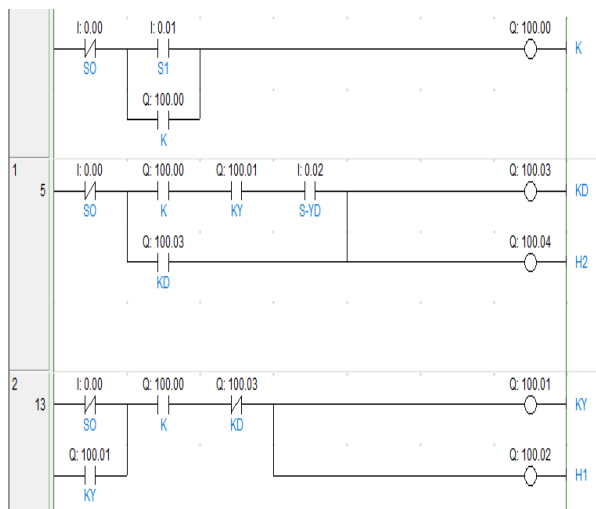 I: 0.00 I: 0.01 Q: 100.00
K
SO S1
Q: 100.00
K
1
5
I: 0.00 Q: 100.00 Q: 100.01 I: 0.02 Q: 100.03
KD
SO K KY S-YD
Q: 100.03 Q: 100.04
H2
KD
2
13
I: 0.00 Q: 100.00 Q: 100.03 Q: 100.01
KY
SO K KD
Q: 100.01 Q: 100.02
H1
KY